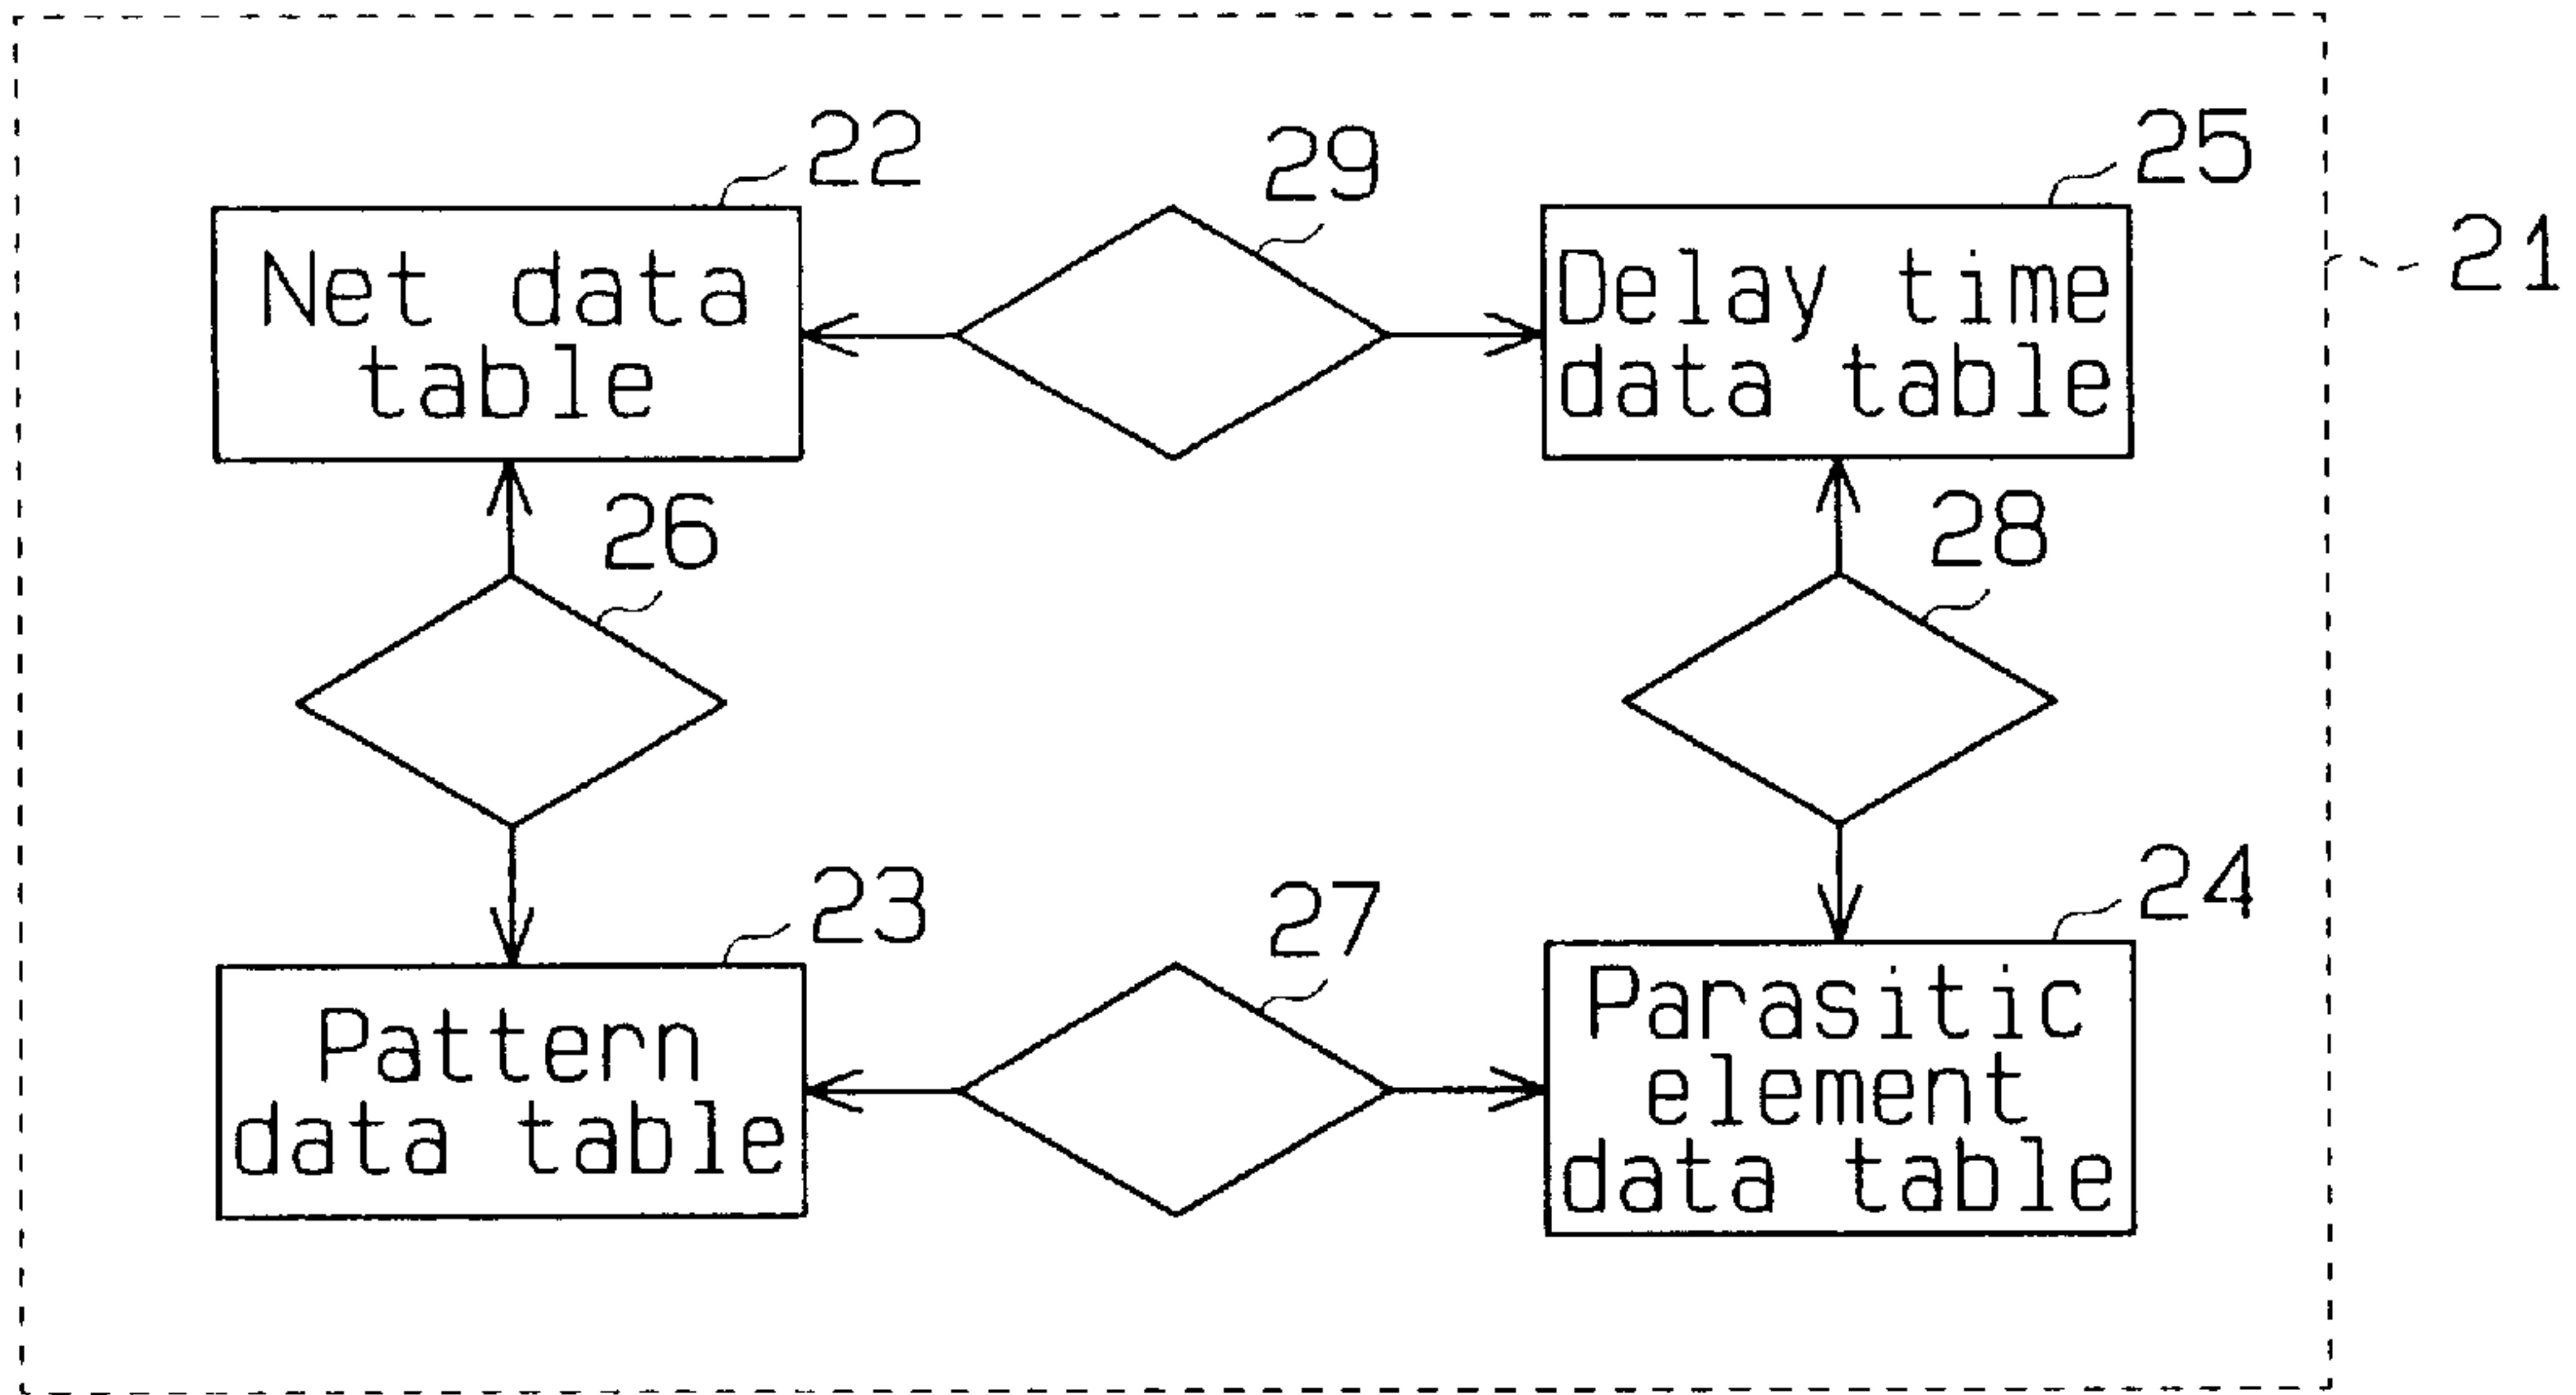 22
29
25
21
Net data
table
Delay time
data table
26
28
23
27
24
Pattern
data table
Parasitic
element
data table